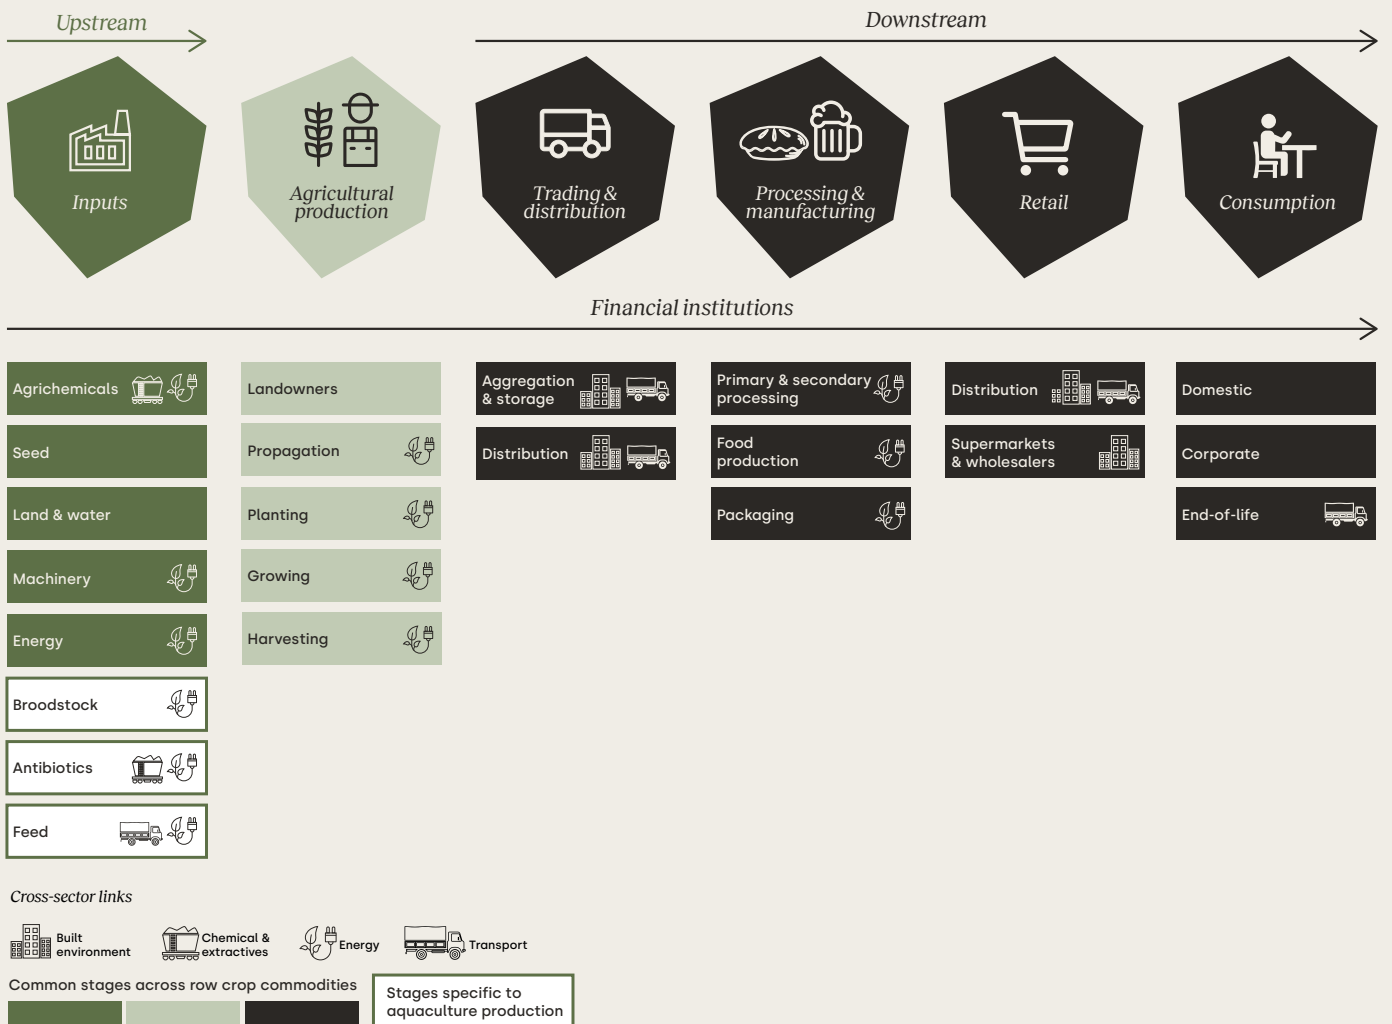 Upstream
Downstream
Inputs
Agricultural
production
Trading &
distribution
Processing &
manufacturing
Retail
Consumption
Financial institutions
Agrichemicals
Seed
Land & water
Machinery
Energy
Broodstock
Antibiotics
Feed
Landowners
Propagation
Planting
Growing
Harvesting
Aggregation
& storage
Distribution
Primary & secondary
processing
Food
production
Packaging
Distribution
Supermarkets
& wholesalers
Domestic
Corporate
End-of-life
Cross-sector links
Built
environment
Chemical &
extractives
Energy
Transport
Common stages across row crop commodities
Stages specific to
aquaculture production